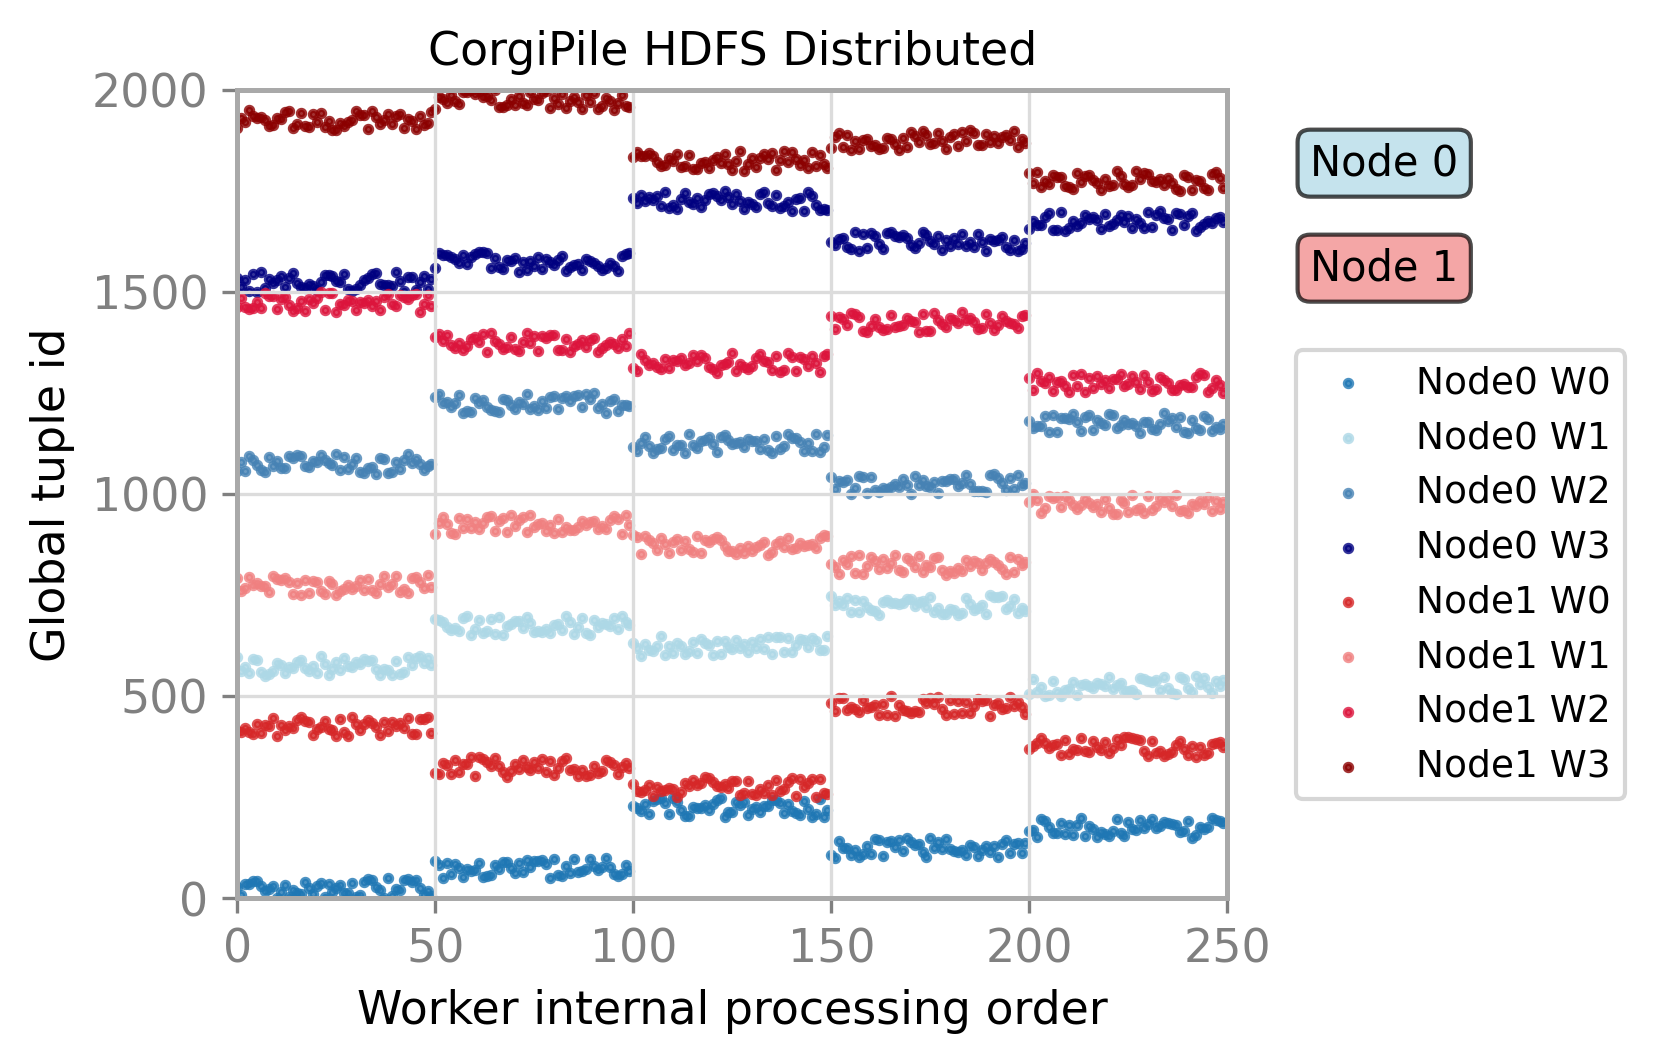 CorgiPile HDFS Distributed
2000
1500
1000
500
0
0 50 100 150 200 250
Global tuple id
Worker internal processing order
Node 0
Node 1
Node0 W0
Node0 W1
Node0 W2
Node0 W3
Node1 W0
Node1 W1
Node1 W2
Node1 W3